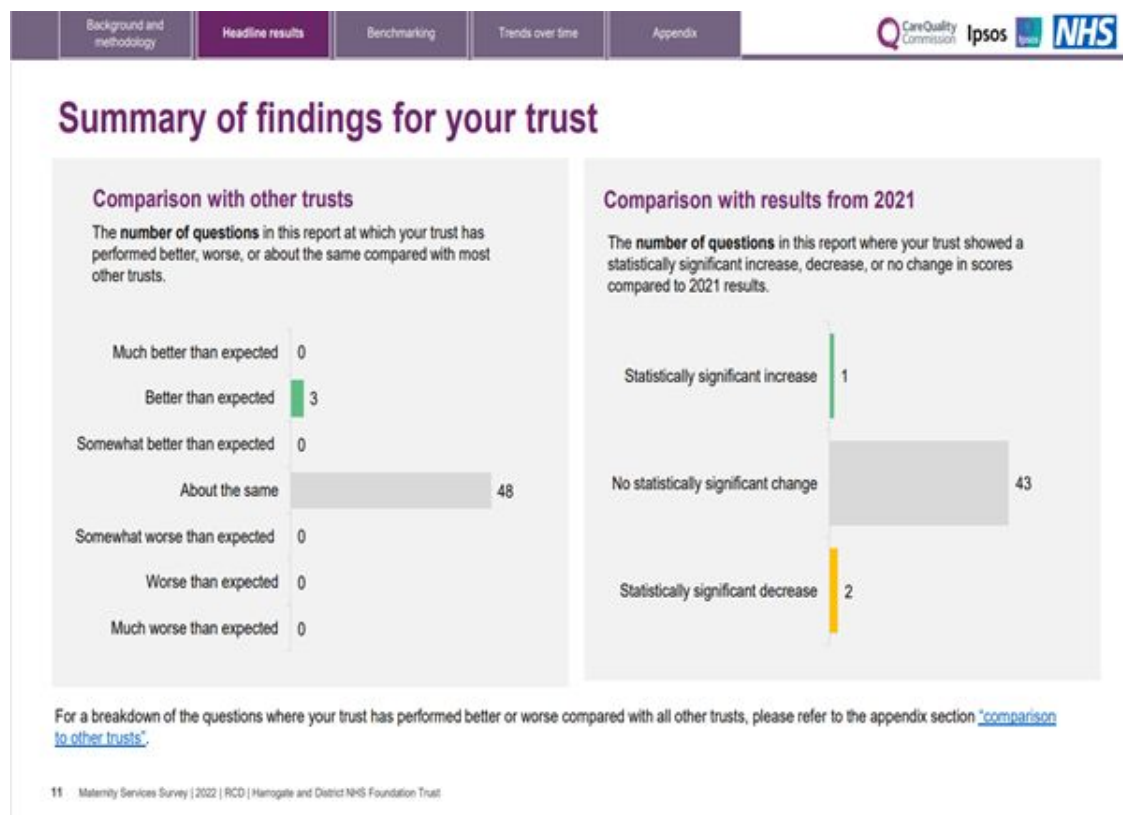 Background and
methodology
Headline results
Benchmarking
Trends over time
Appendix
CareQuality
Commission
Ipsos
Ipsos
NHS
Summary of findings for your trust
Comparison with other trusts
The number of questions in this report at which your trust has
performed better, worse, or about the same compared with most
other trusts.
Much better than expected 0
Better than expected 3
Somewhat better than expected 0
About the same 48
Somewhat worse than expected 0
Worse than expected 0
Much worse than expected 0
Comparison with results from 2021
The number of questions in this report where your trust showed a
statistically significant increase, decrease, or no change in scores
compared to 2021 results.
Statistically significant increase 1
No statistically significant change 43
Statistically significant decrease 2
For a breakdown of the questions where your trust has performed better or worse compared with all other trusts, please refer to the appendix section "comparison
to other trusts".
11 Maternity Services Survey | 2022 | RCD | Harrogate and District NHS Foundation Trust